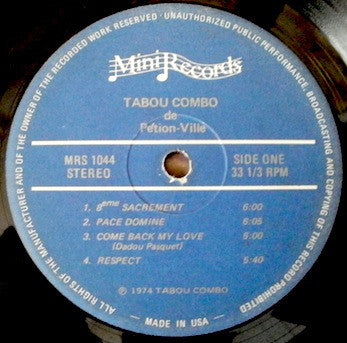 ALL RIGHTS OF THE MANUFACTURER AND OF THE OWNER OF THE RECORDED WORK RESERVED · UNAUTHORIZED PUBLIC PERFORMANCE, BROADCASTING AND COPYING OF THIS RECORD PROHIBITED
Mini Records
TABOU COMBO
de
Pétion-Ville
MRS 1044
STEREO
SIDE ONE
33 1/3 RPM
1. 8ème SACREMENT 6:00
2. PACE DOMINE 6:05
3. COME BACK MY LOVE 5:00
(Dadou Pasquet)
4. RESPECT 5:40
℗ 1974 TABOU COMBO
— MADE IN USA —